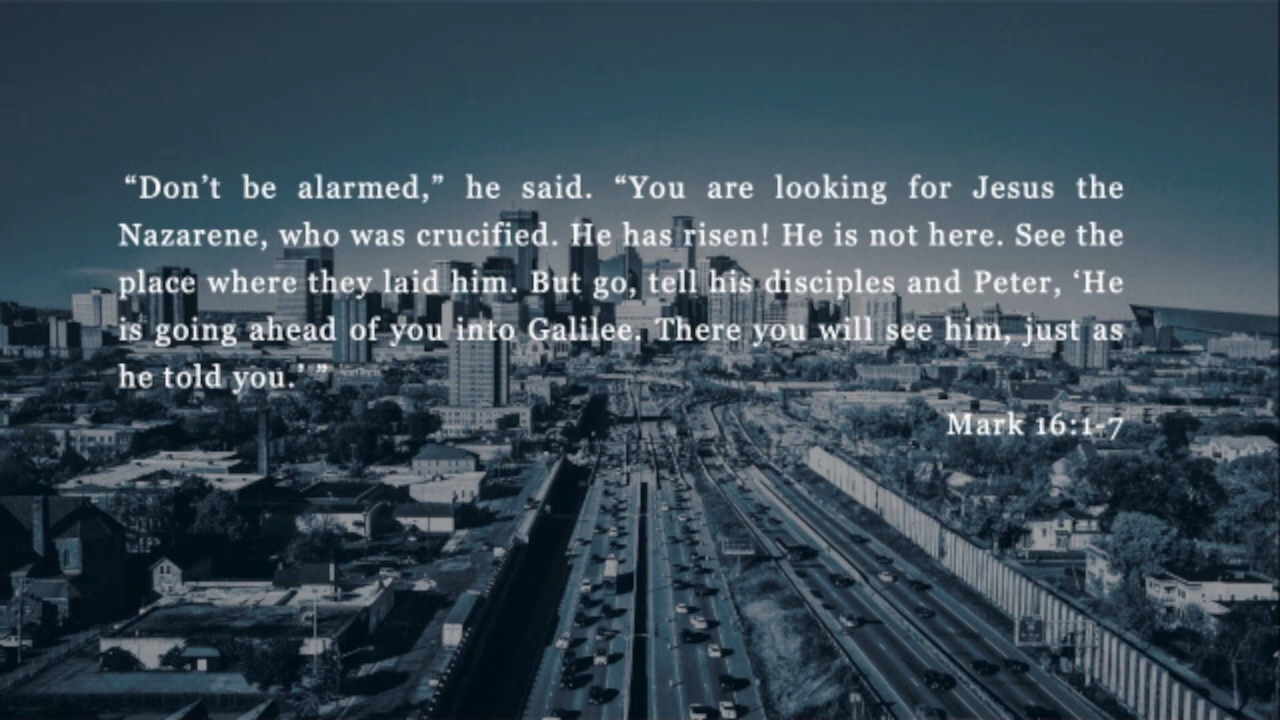 “Don’t be alarmed,” he said. “You are looking for Jesus the
Nazarene, who was crucified. He has risen! He is not here. See the
place where they laid him. But go, tell his disciples and Peter, ‘He
is going ahead of you into Galilee. There you will see him, just as
he told you.’ ”
Mark 16:1-7